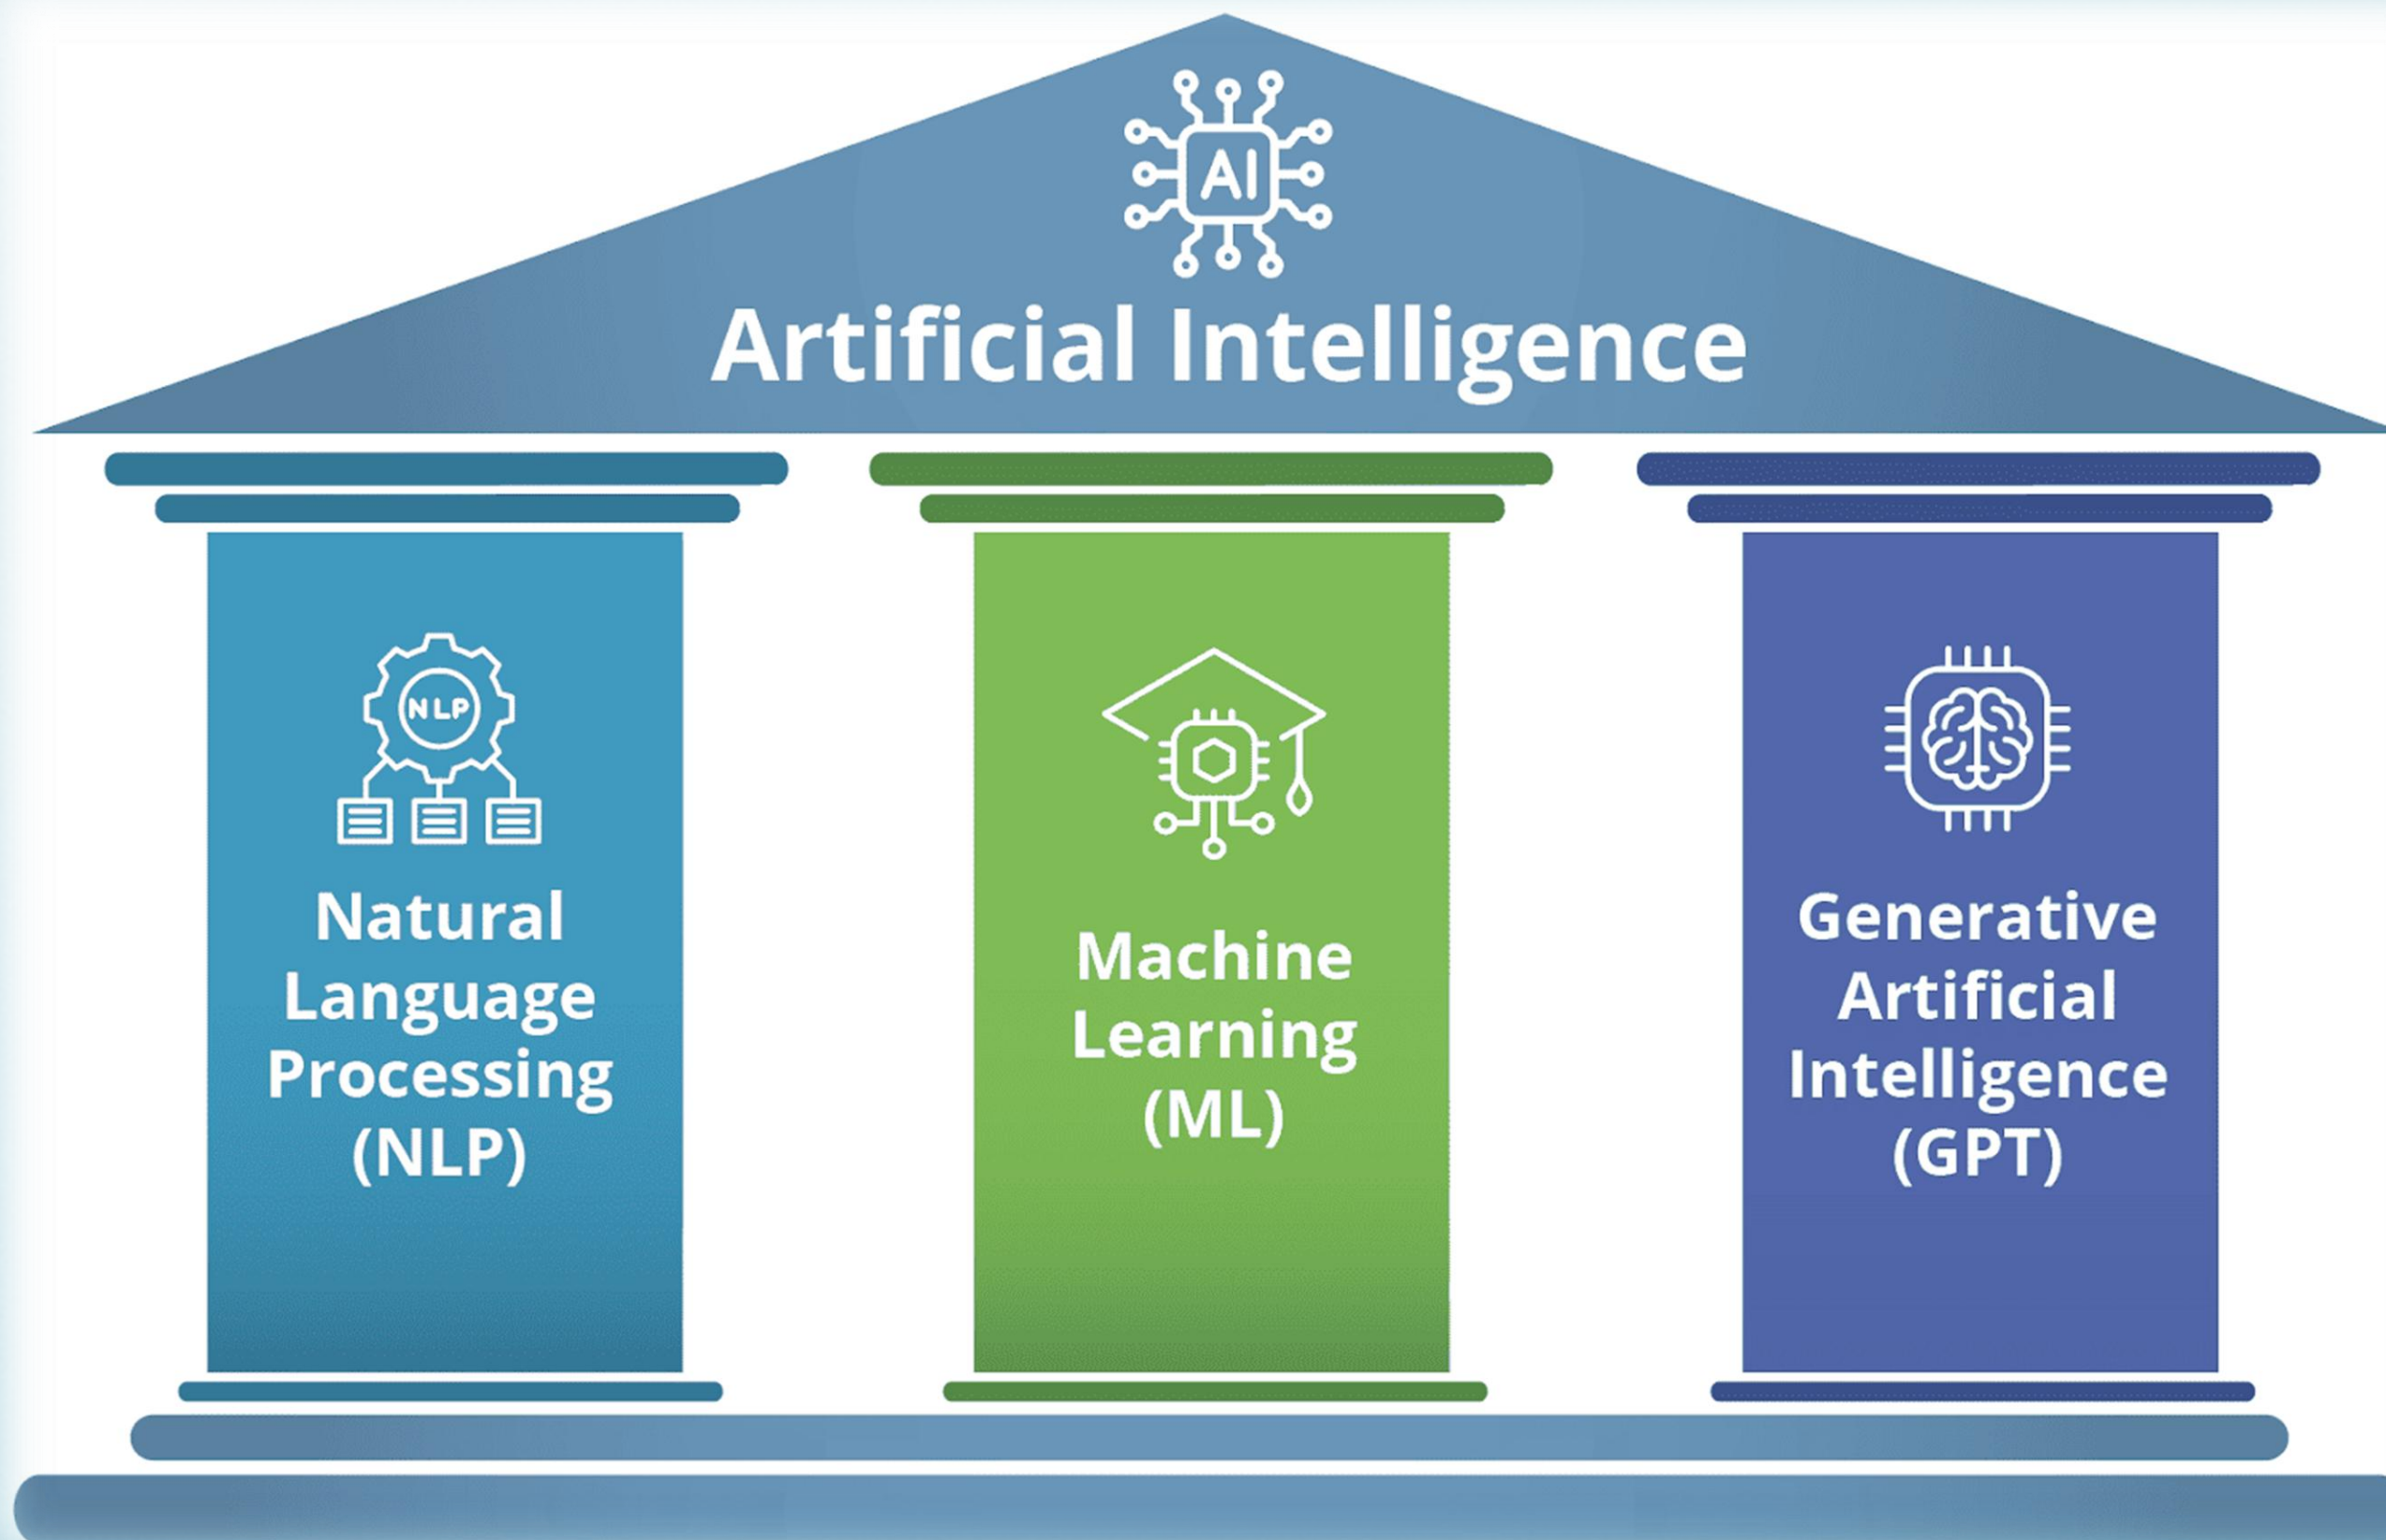 AI
Artificial Intelligence
NLP
Natural
Language
Processing
(NLP)
Machine
Learning
(ML)
Generative
Artificial
Intelligence
(GPT)